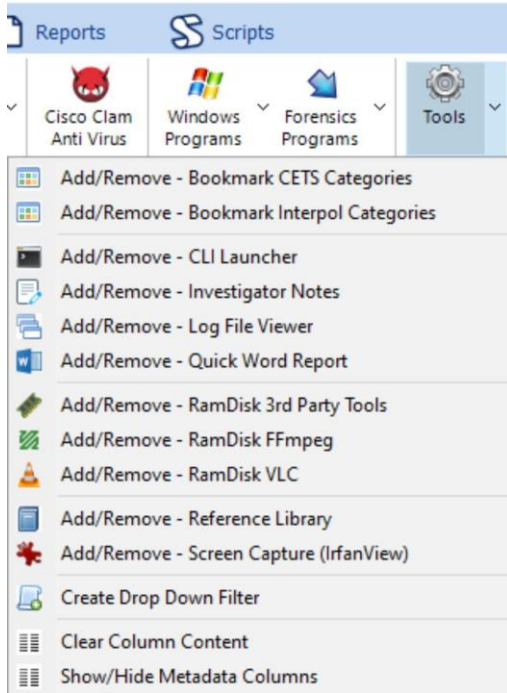 Reports
Scripts
Cisco Clam
Anti Virus
Windows
Programs
Forensics
Programs
Tools
Add/Remove - Bookmark CETS Categories
Add/Remove - Bookmark Interpol Categories
Add/Remove - CLI Launcher
Add/Remove - Investigator Notes
Add/Remove - Log File Viewer
Add/Remove - Quick Word Report
Add/Remove - RamDisk 3rd Party Tools
Add/Remove - RamDisk FFmpeg
Add/Remove - RamDisk VLC
Add/Remove - Reference Library
Add/Remove - Screen Capture (IrfanView)
Create Drop Down Filter
Clear Column Content
Show/Hide Metadata Columns